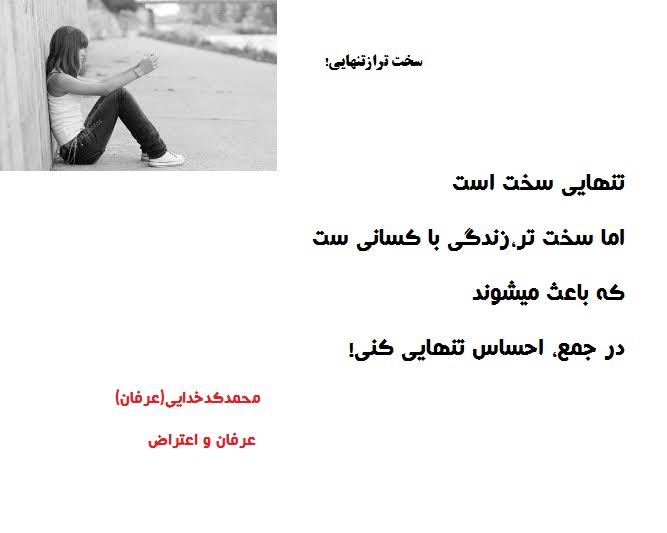 سخت ترازتنهایی!
تنهایی سخت است
اما سخت تر،زندگی با کسانی ست
که باعث میشوند
در جمع، احساس تنهایی کنی!
محمدکدخدایی(عرفان)
عرفان و اعتراض